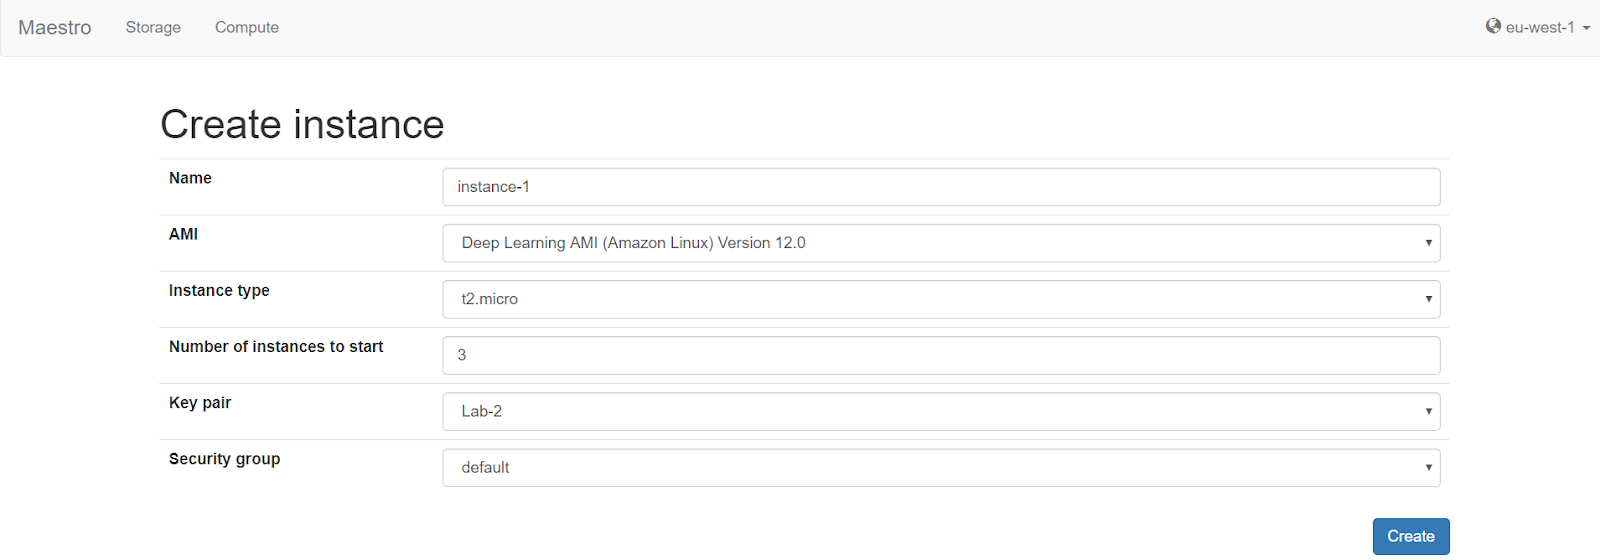 Maestro Storage Compute eu-west-1
Create instance
Name instance-1
AMI Deep Learning AMI (Amazon Linux) Version 12.0
Instance type t2.micro
Number of instances to start 3
Key pair Lab-2
Security group default
Create